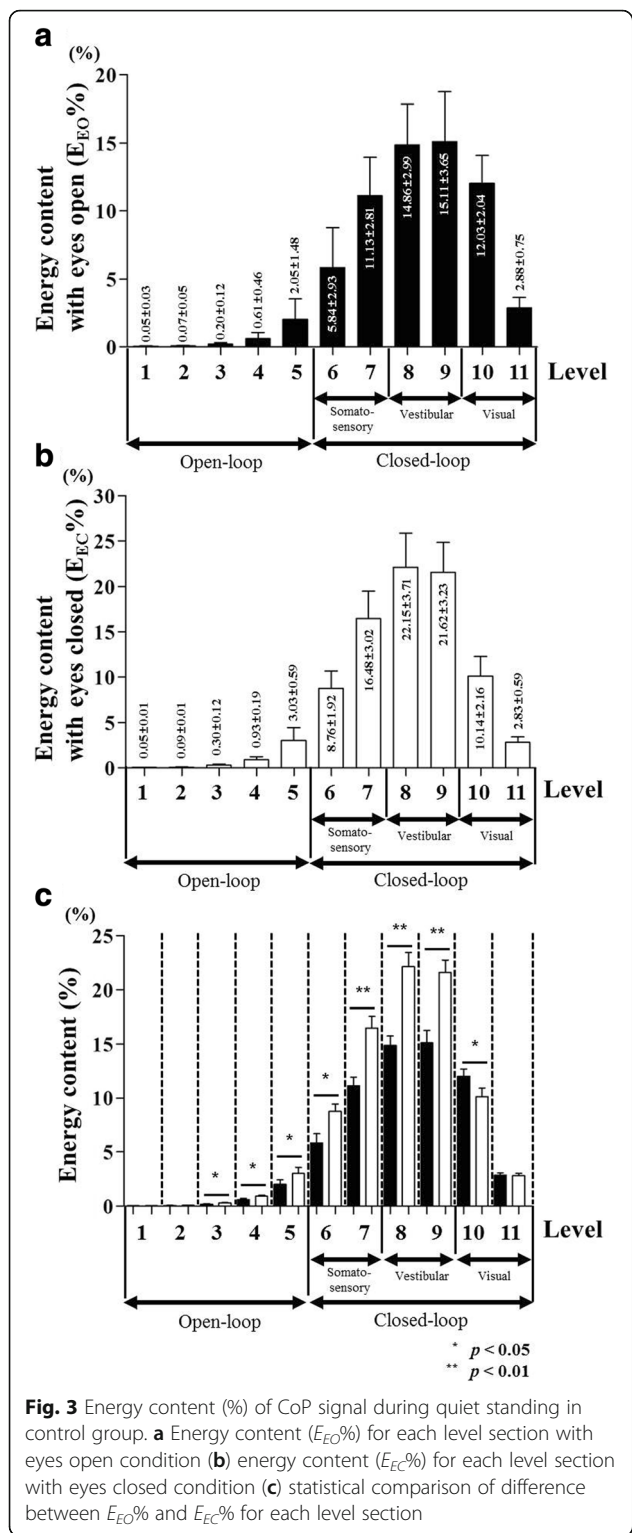 a
(%)
Energy content
with eyes open (E_EO%)
20
15
10
5
0
0.05±0.03
0.07±0.05
0.20±0.12
0.61±0.46
2.05±1.48
5.84±2.93
11.13±2.81
14.86±2.99
15.11±3.65
12.03±2.04
2.88±0.75
1 2 3 4 5 6 7 8 9 10 11 Level
Somato-
sensory
Vestibular
Visual
Open-loop
Closed-loop
b
(%)
Energy content
with eyes closed (E_EC%)
30
25
20
15
10
5
0
0.05±0.01
0.09±0.01
0.30±0.12
0.93±0.19
3.03±0.59
8.76±1.92
16.48±3.02
22.15±3.71
21.62±3.23
10.14±2.16
2.83±0.59
1 2 3 4 5 6 7 8 9 10 11 Level
Somato-
sensory
Vestibular
Visual
Open-loop
Closed-loop
c
(%)
Energy content (%)
25
20
15
10
5
0
* * * * ** ** ** *
1 2 3 4 5 6 7 8 9 10 11 Level
Somato-
sensory
Vestibular
Visual
Open-loop
Closed-loop
* p < 0.05
** p < 0.01
Fig. 3 Energy content (%) of CoP signal during quiet standing in
control group. a Energy content (E_EO%) for each level section with
eyes open condition (b) energy content (E_EC%) for each level section
with eyes closed condition (c) statistical comparison of difference
between E_EO% and E_EC% for each level section